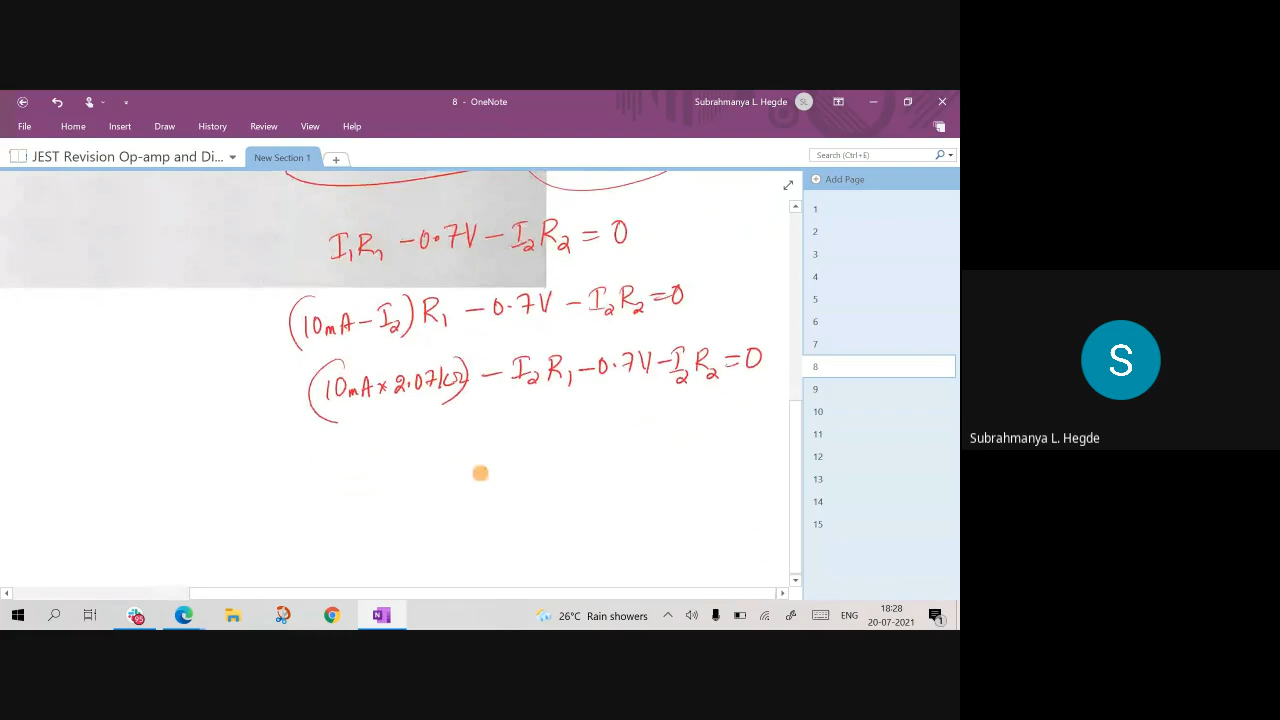 8 - OneNote
Subrahmanya L. Hegde
SL
File Home Insert Draw History Review View Help
JEST Revision Op-amp and Di...
New Section 1
Search (Ctrl+E)
Add Page
1
2
3
4
5
6
7
8
9
10
11
12
13
14
15
I₁R₁ - 0.7V - I₂R₂ = 0
(10mA - I₂) R₁ - 0.7V - I₂R₂ = 0
(10mA × 2.07kΩ) - I₂R₁ - 0.7V - I₂R₂ = 0
S
Subrahmanya L. Hegde
95
26°C Rain showers
ENG
18:28
20-07-2021
1